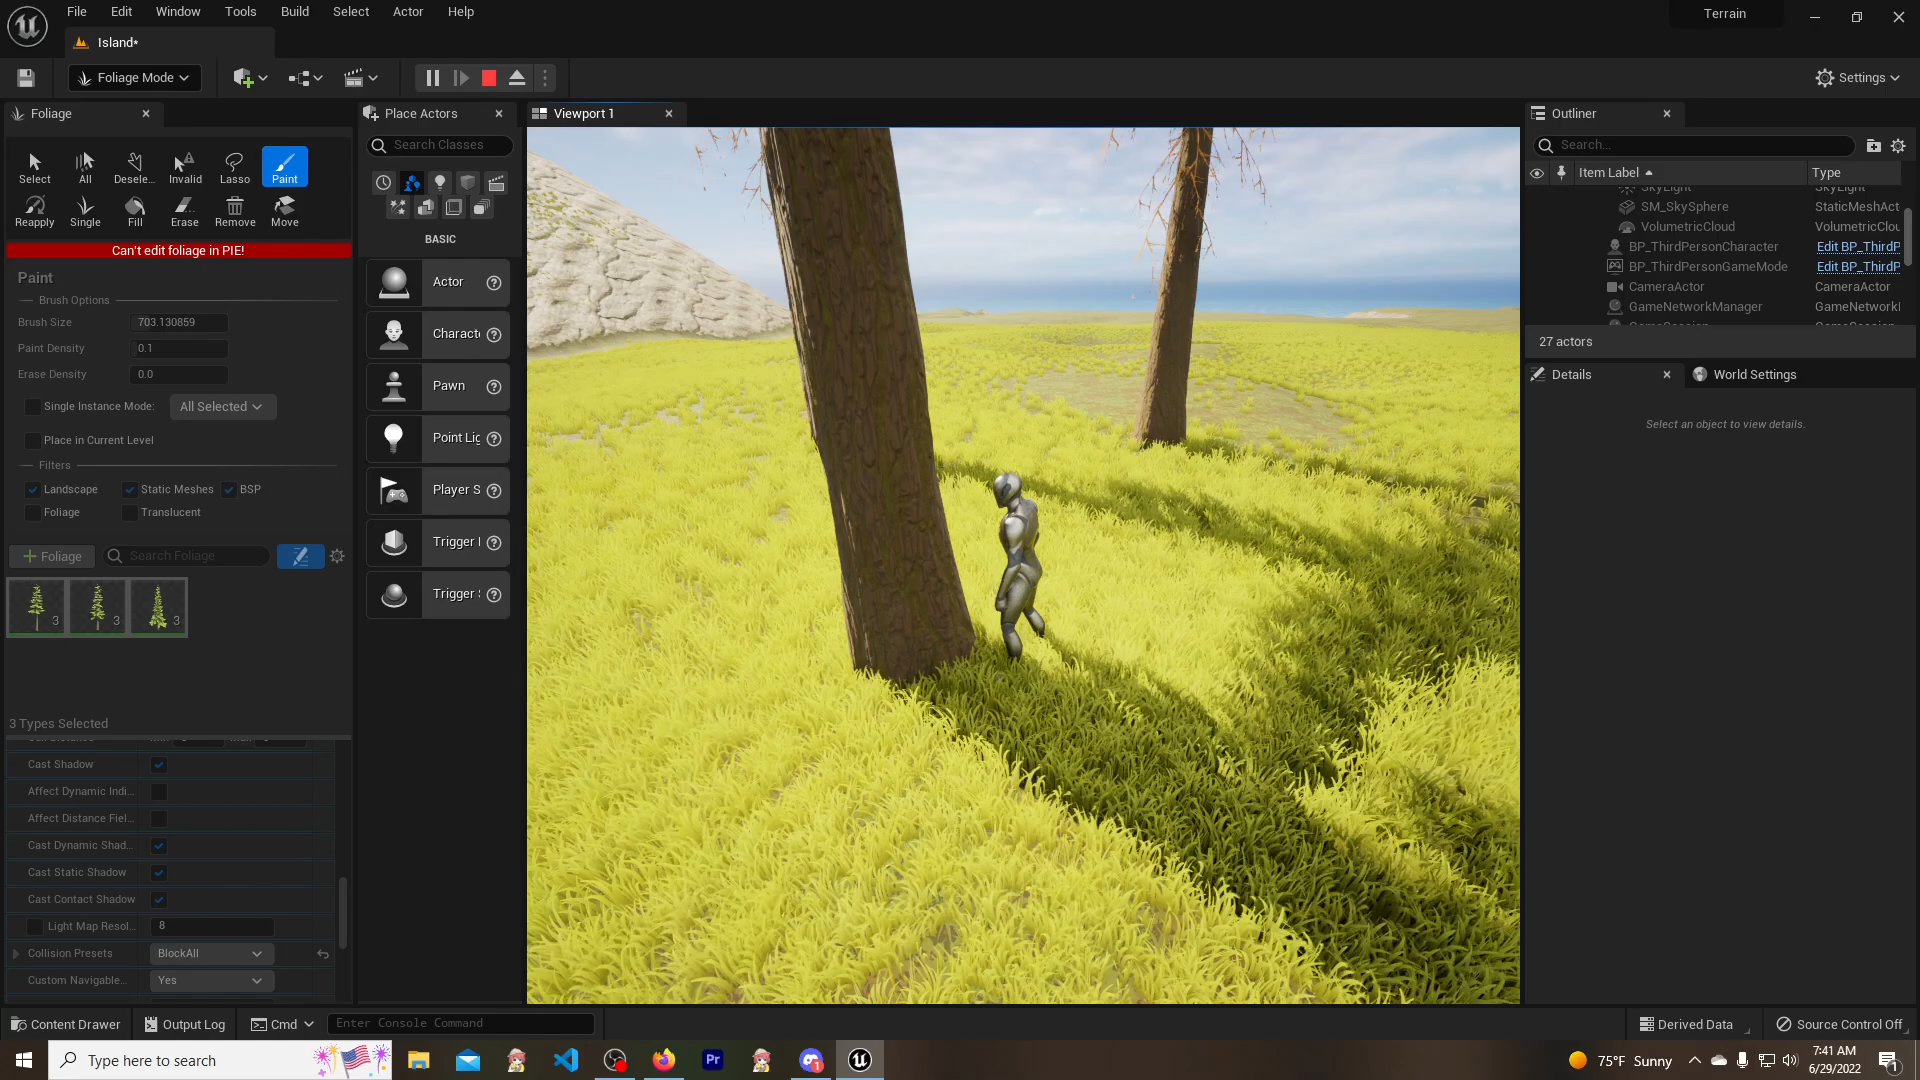 File Edit Window Tools Build Select Actor Help
Terrain
Island*
Foliage Mode
Settings
Foliage
Place Actors
Viewport 1
Outliner
Search Classes
Search...
Select All Desele... Invalid Lasso Paint
Item Label Type
SkyLight SkyLight
SM_SkySphere StaticMeshAct
VolumetricCloud VolumetricClou
BP_ThirdPersonCharacter Edit BP_ThirdP
BP_ThirdPersonGameMode Edit BP_ThirdP
CameraActor CameraActor
GameNetworkManager GameNetworkI
27 actors
Reapply Single Fill Erase Remove Move
Can't edit foliage in PIE!
Paint
Brush Options
Brush Size 703.130859
Paint Density 0.1
Erase Density 0.0
Single Instance Mode: All Selected
Place in Current Level
Filters
Landscape Static Meshes BSP
Foliage Translucent
Foliage Search Foliage
3 3 3
3 Types Selected
Cast Shadow
Affect Dynamic Indi...
Affect Distance Fiel...
Cast Dynamic Shad...
Cast Static Shadow
Cast Contact Shadow
Light Map Resol... 8
Collision Presets BlockAll
Custom Navigable... Yes
BASIC
Actor
Characte
Pawn
Point Lig
Player S
Trigger
Trigger
Details World Settings
Select an object to view details.
Content Drawer Output Log Cmd Enter Console Command
Derived Data Source Control Off
Type here to search
Pr
1
75°F Sunny
7:41 AM
6/29/2022
1